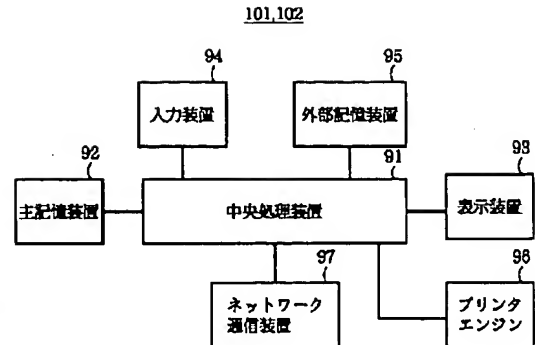 101,102
94
入力装置
95
外部記憶装置
92
主記憶装置
91
中央処理装置
93
表示装置
97
ネットワーク
通信装置
96
プリンタ
エンジン